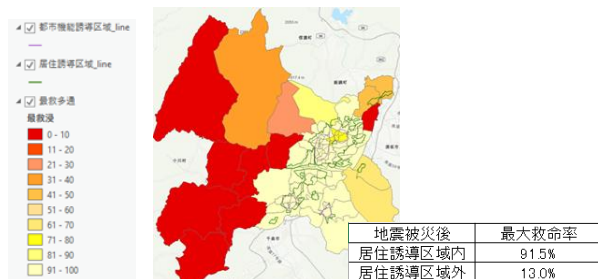 都市機能誘導区域_line
居住誘導区域_line
最救多通
最救浸
0 - 10
11 - 20
21 - 30
31 - 40
41 - 50
51 - 60
61 - 70
71 - 80
81 - 90
91 - 100
地震被災後 最大救命率
居住誘導区域内 91.5%
居住誘導区域外 13.0%